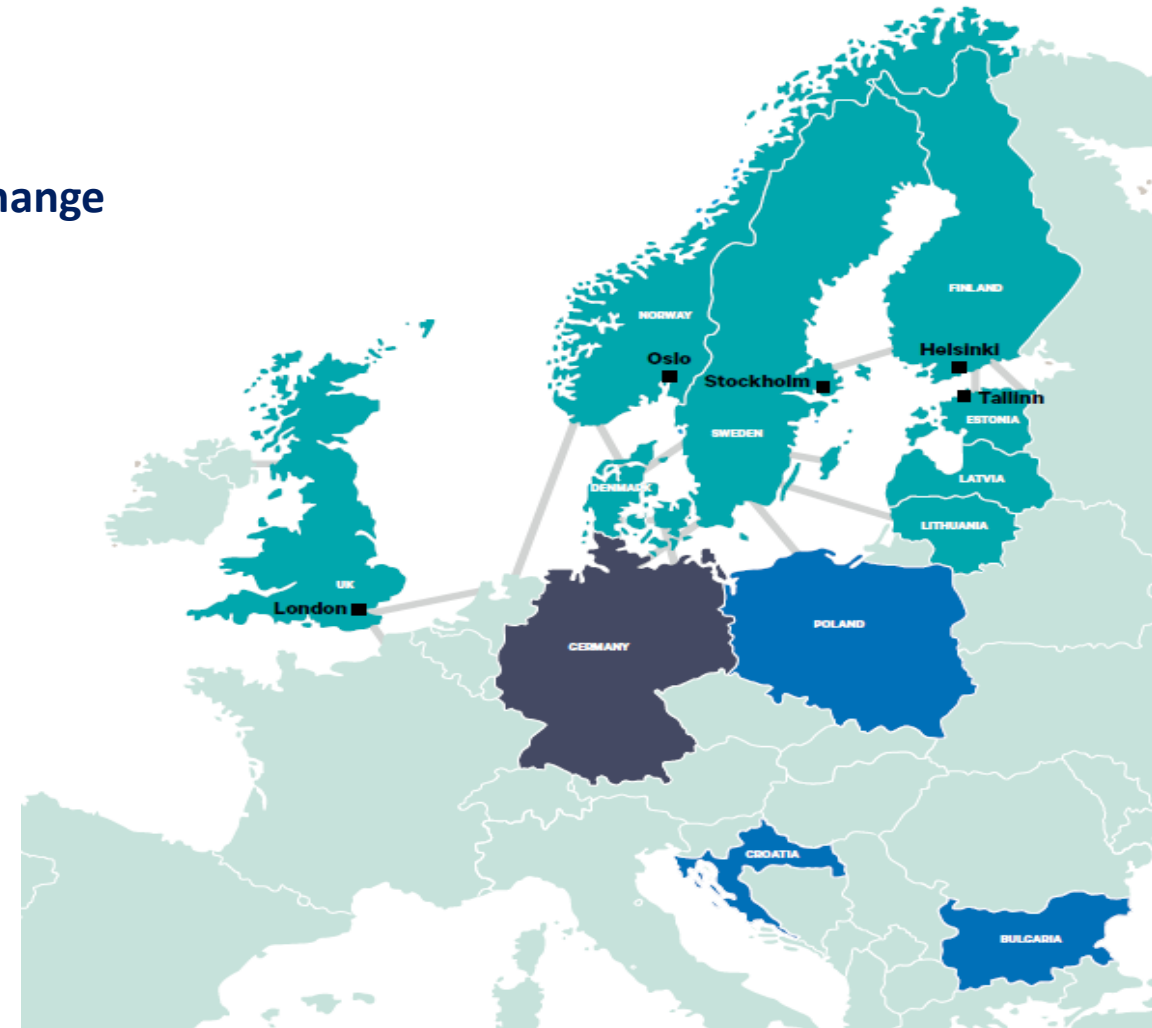 hange
FINLAND
NORWAY
Oslo
Helsinki
Stockholm
Tallinn
ESTONIA
SWEDEN
LATVIA
DENMARK
LITHUANIA
UK
London
POLAND
GERMANY
CROATIA
BULGARIA